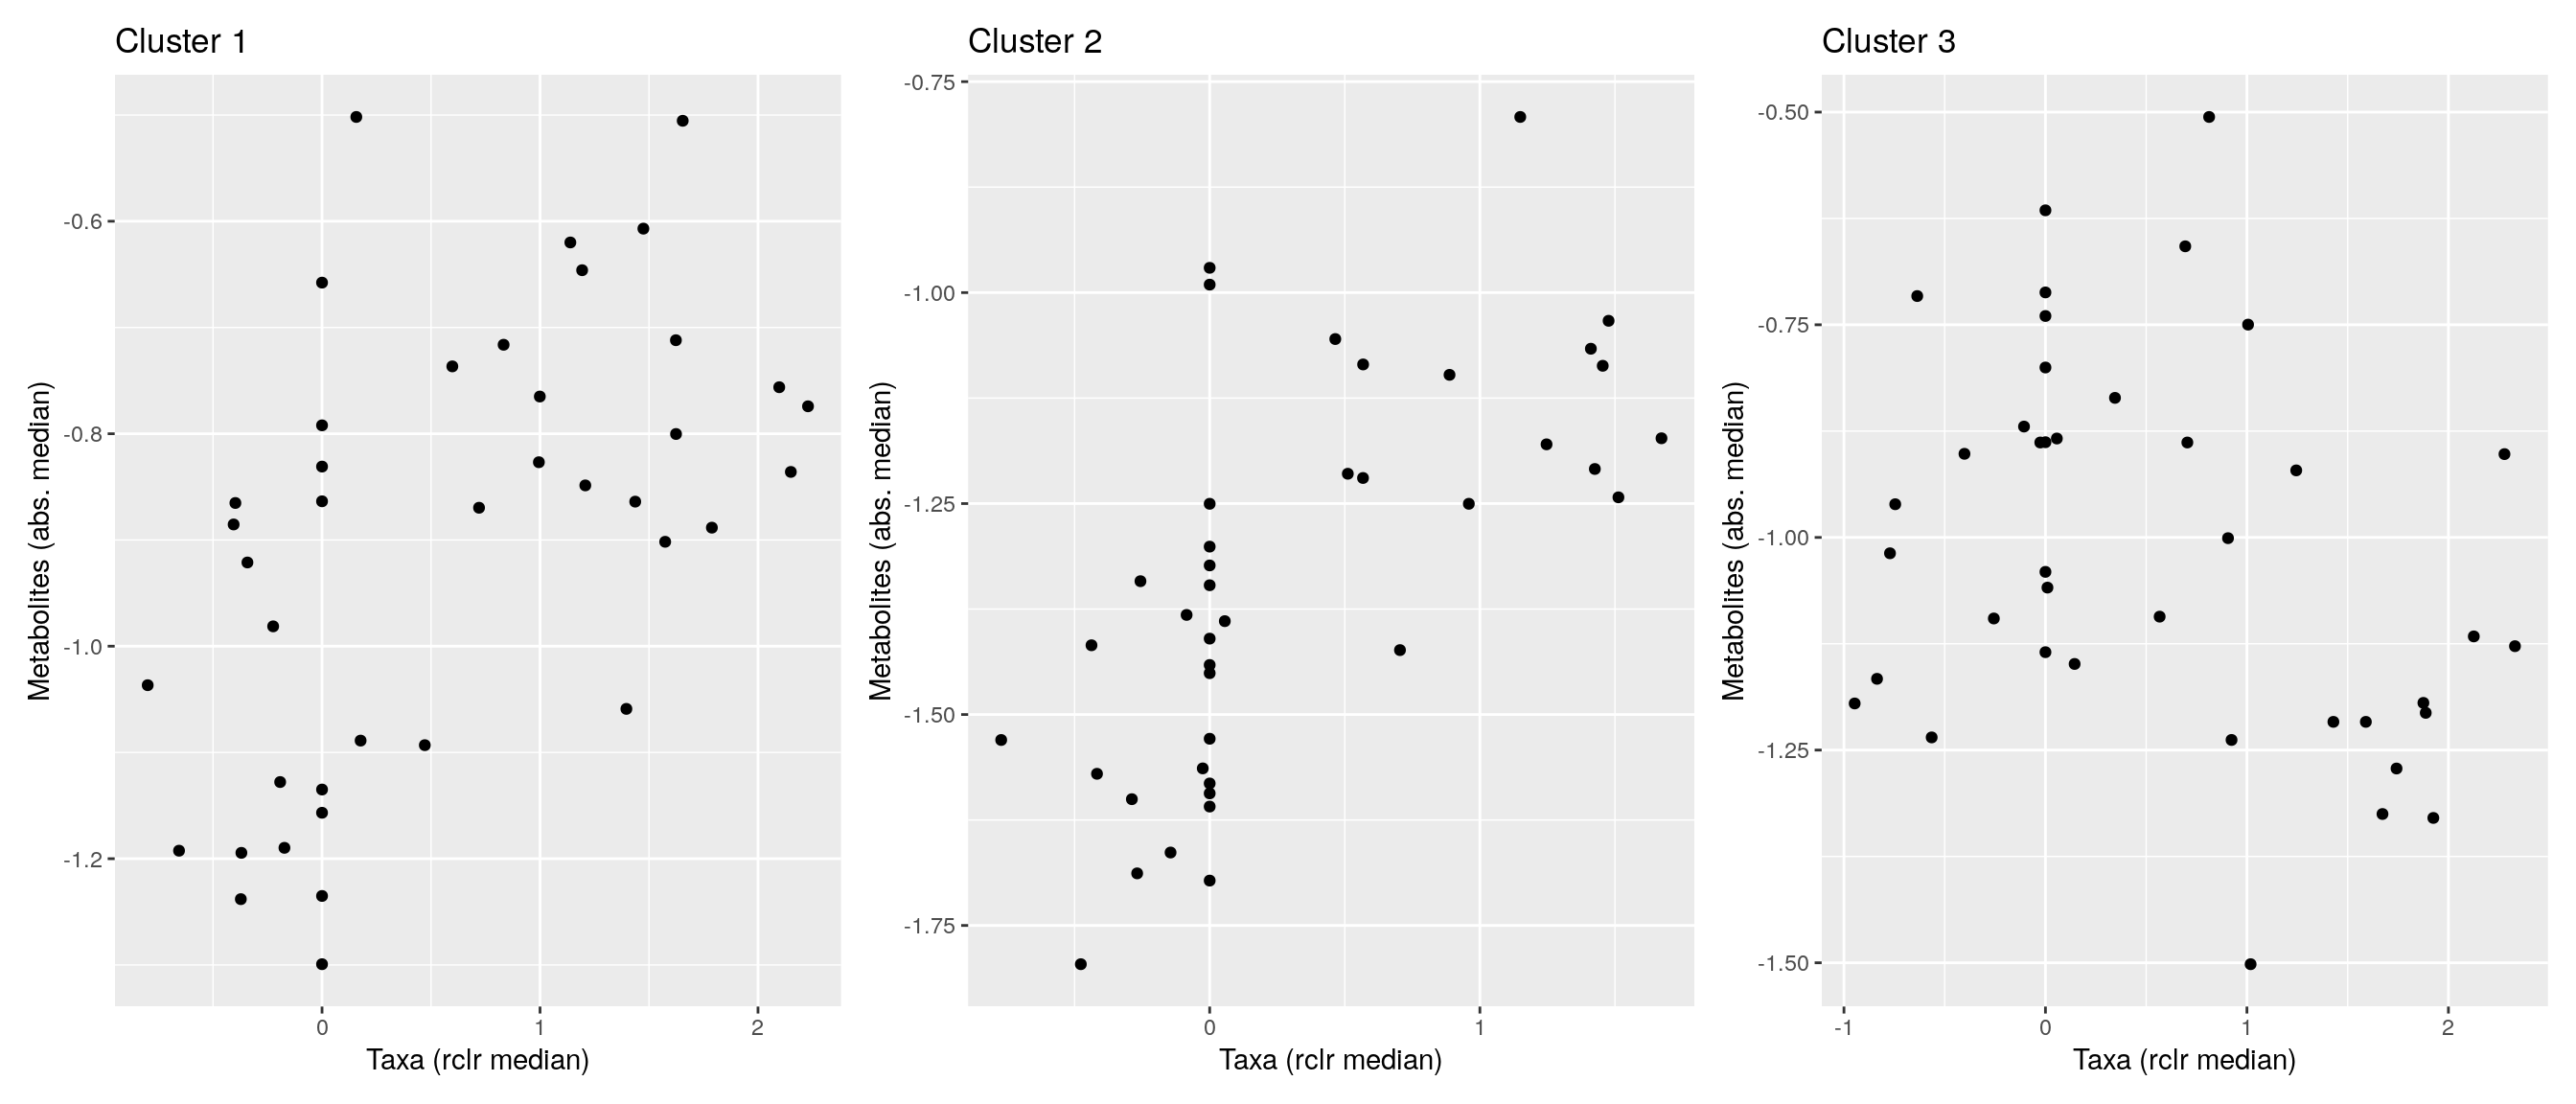 Cluster 1
-0.6
-0.8
-1.0
-1.2
0 1 2
Metabolites (abs. median)
Taxa (rclr median)
Cluster 2
-0.75
-1.00
-1.25
-1.50
-1.75
0 1
Metabolites (abs. median)
Taxa (rclr median)
Cluster 3
-0.50
-0.75
-1.00
-1.25
-1.50
-1 0 1 2
Metabolites (abs. median)
Taxa (rclr median)